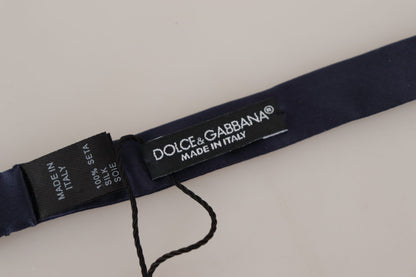 MADE IN
ITALY
100% SETA
SILK
SOIE
DOLCE & GABBANA®
MADE IN ITALY